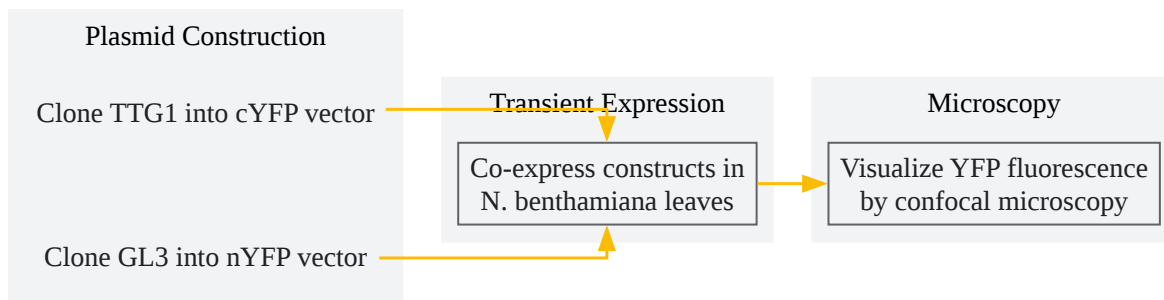 Plasmid Construction
Clone TTG1 into cYFP vector
Clone GL3 into nYFP vector
Transient Expression
Co-express constructs in
N. benthamiana leaves
Microscopy
Visualize YFP fluorescence
by confocal microscopy